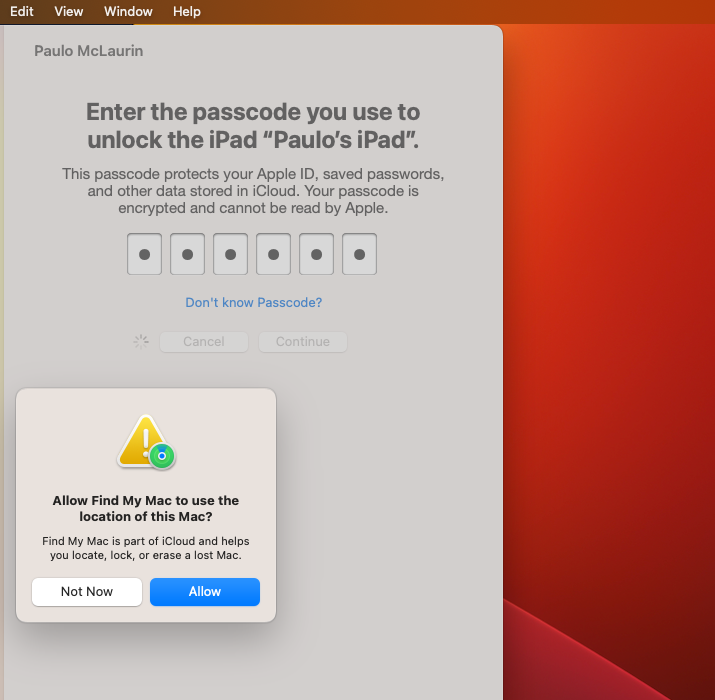 Edit View Window Help
Paulo McLaurin
Enter the passcode you use to
unlock the iPad “Paulo’s iPad”.
This passcode protects your Apple ID, saved passwords,
and other data stored in iCloud. Your passcode is
encrypted and cannot be read by Apple.
Don't know Passcode?
Cancel Continue
Allow Find My Mac to use the
location of this Mac?
Find My Mac is part of iCloud and helps
you locate, lock, or erase a lost Mac.
Not Now Allow